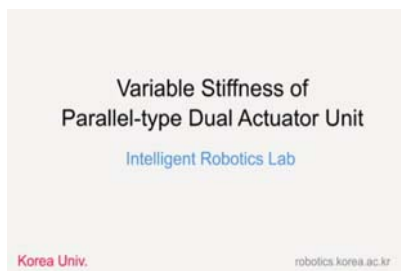 Variable Stiffness of
Parallel-type Dual Actuator Unit
Intelligent Robotics Lab
Korea Univ.
robotics.korea.ac.kr